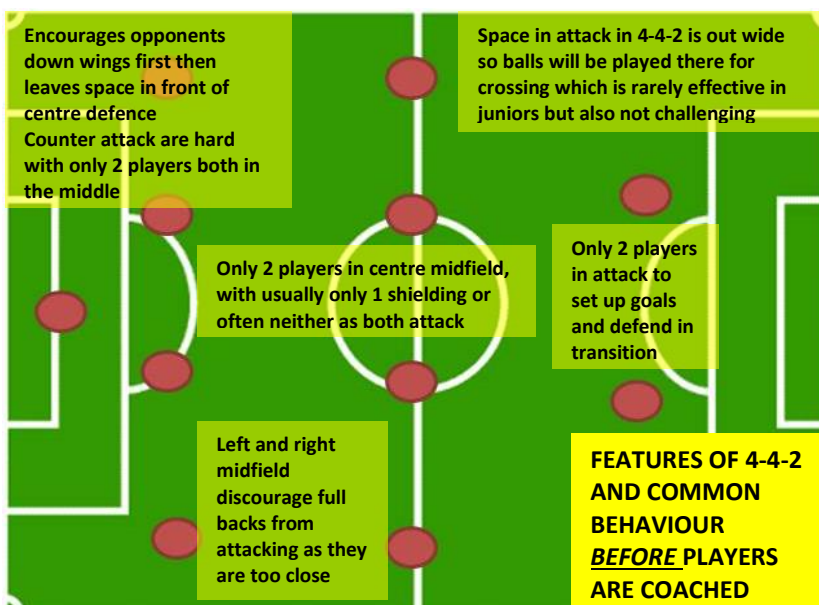 Encourages opponents
down wings first then
leaves space in front of
centre defence
Counter attack are hard
with only 2 players both in
the middle
Space in attack in 4-4-2 is out wide
so balls will be played there for
crossing which is rarely effective in
juniors but also not challenging
Only 2 players in centre midfield,
with usually only 1 shielding or
often neither as both attack
Only 2 players
in attack to
set up goals
and defend in
transition
Left and right
midfield
discourage full
backs from
attacking as they
are too close
FEATURES OF 4-4-2
AND COMMON
BEHAVIOUR
BEFORE PLAYERS
ARE COACHED